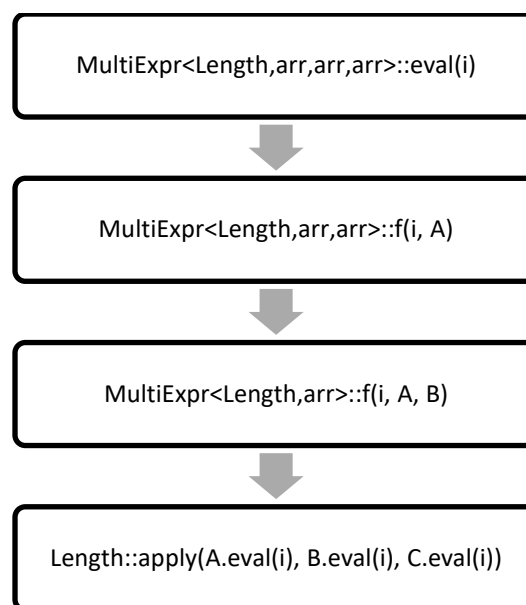 MultiExpr<Length,arr,arr,arr>::eval(i)
MultiExpr<Length,arr,arr>::f(i, A)
MultiExpr<Length,arr>::f(i, A, B)
Length::apply(A.eval(i), B.eval(i), C.eval(i))